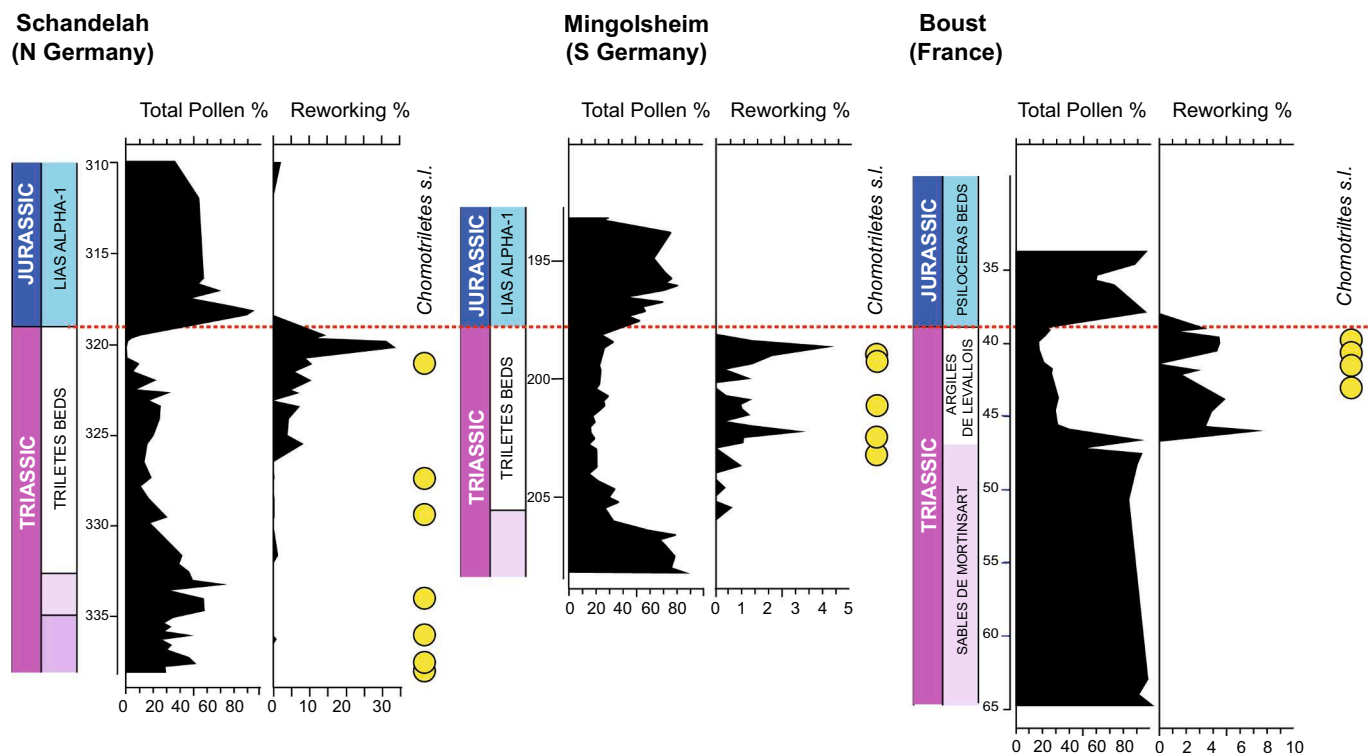 Schandelah
(N Germany)
Mingolsheim
(S Germany)
Boust
(France)
Total Pollen %
Reworking %
Total Pollen %
Reworking %
Total Pollen %
Reworking %
310
315
320
325
330
335
JURASSIC
TRIASSIC
LIAS ALPHA-1
TRILETES BEDS
Chomotriletes s.l.
0 20 40 60 80
0 10 20 30
195
200
205
JURASSIC
TRIASSIC
LIAS ALPHA-1
TRILETES BEDS
Chomotriletes s.l.
0 20 40 60 80
0 1 2 3 4 5
35
40
45
50
55
60
65
JURASSIC
TRIASSIC
PSILOCERAS BEDS
ARGILES
DE LEVALLOIS
SABLES DE MORTINSART
Chomotriletes s.l.
0 20 40 60 80
0 2 4 6 8 10